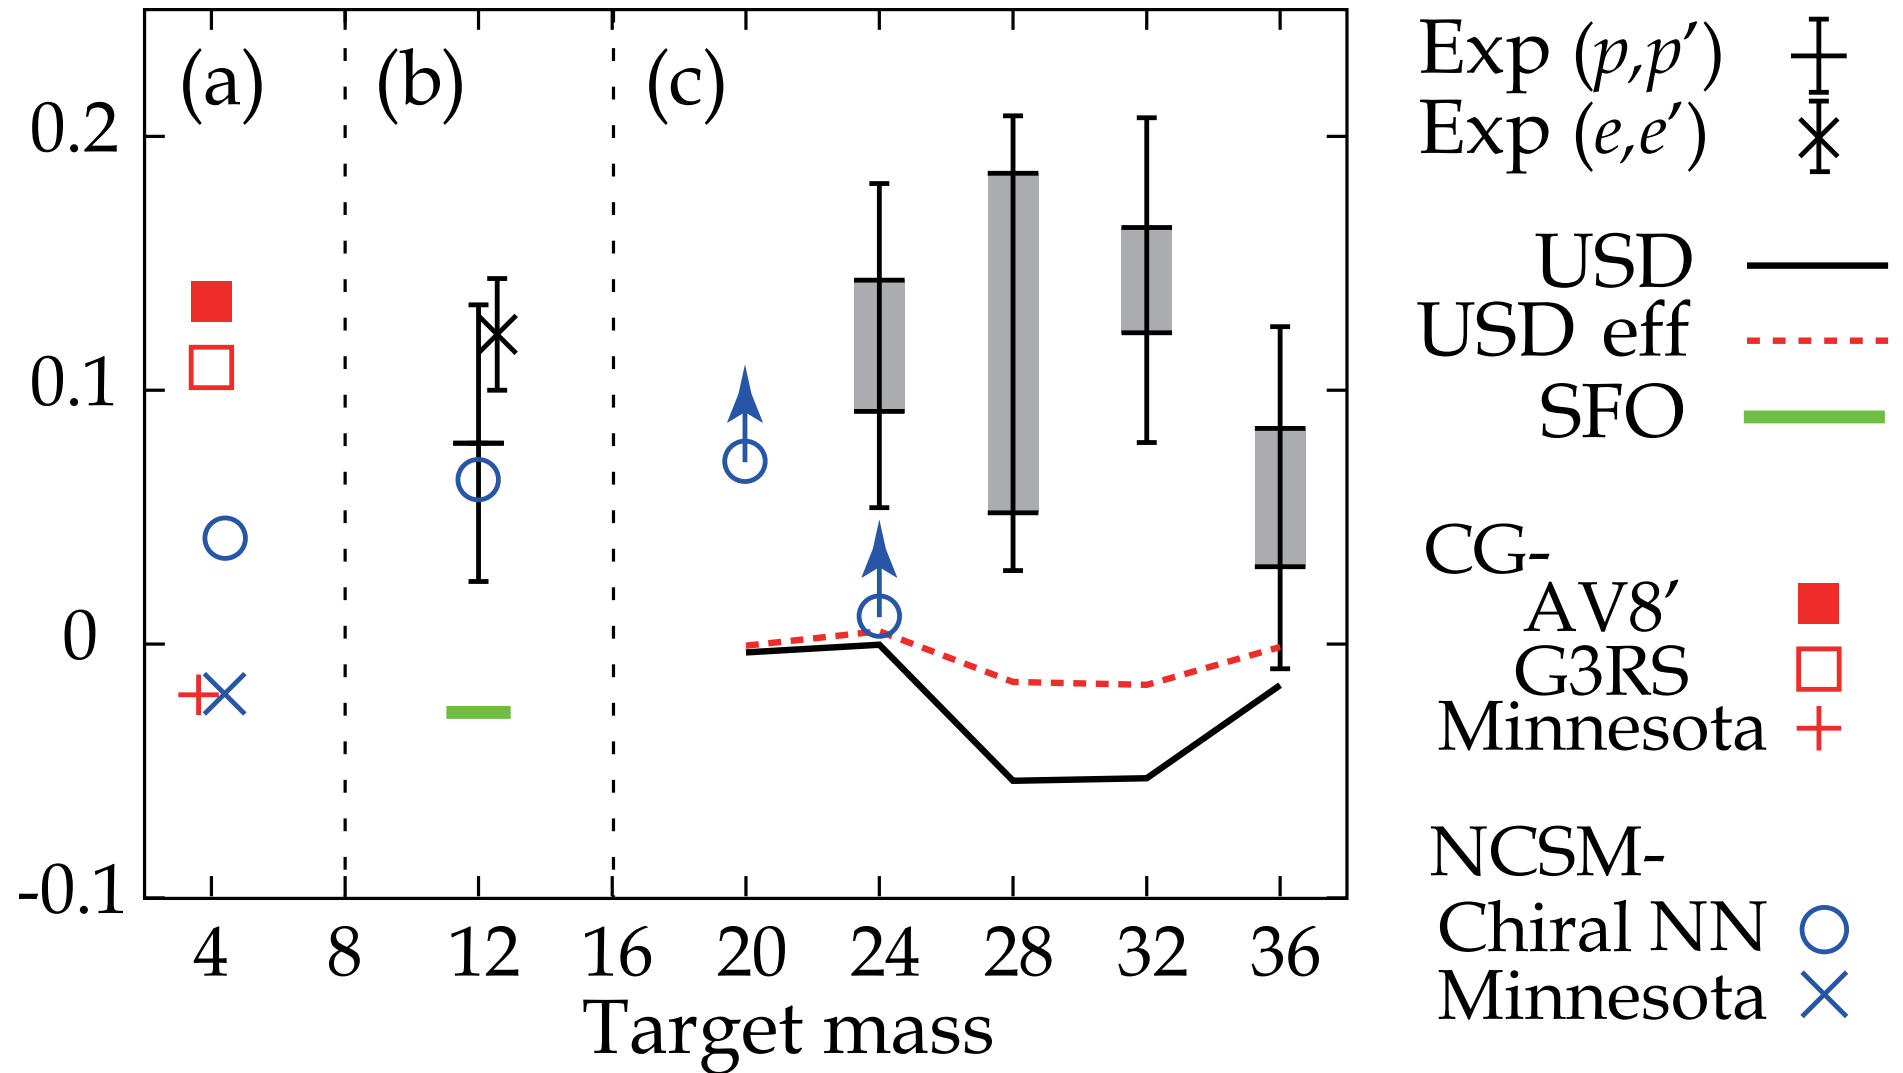 (a) (b) (c)
0.2
0.1
0
-0.1
4 8 12 16 20 24 28 32 36
Target mass
Exp (p,p′)
Exp (e,e′)
USD
USD eff
SFO
CG-
AV8′
G3RS
Minnesota
NCSM-
Chiral NN
Minnesota